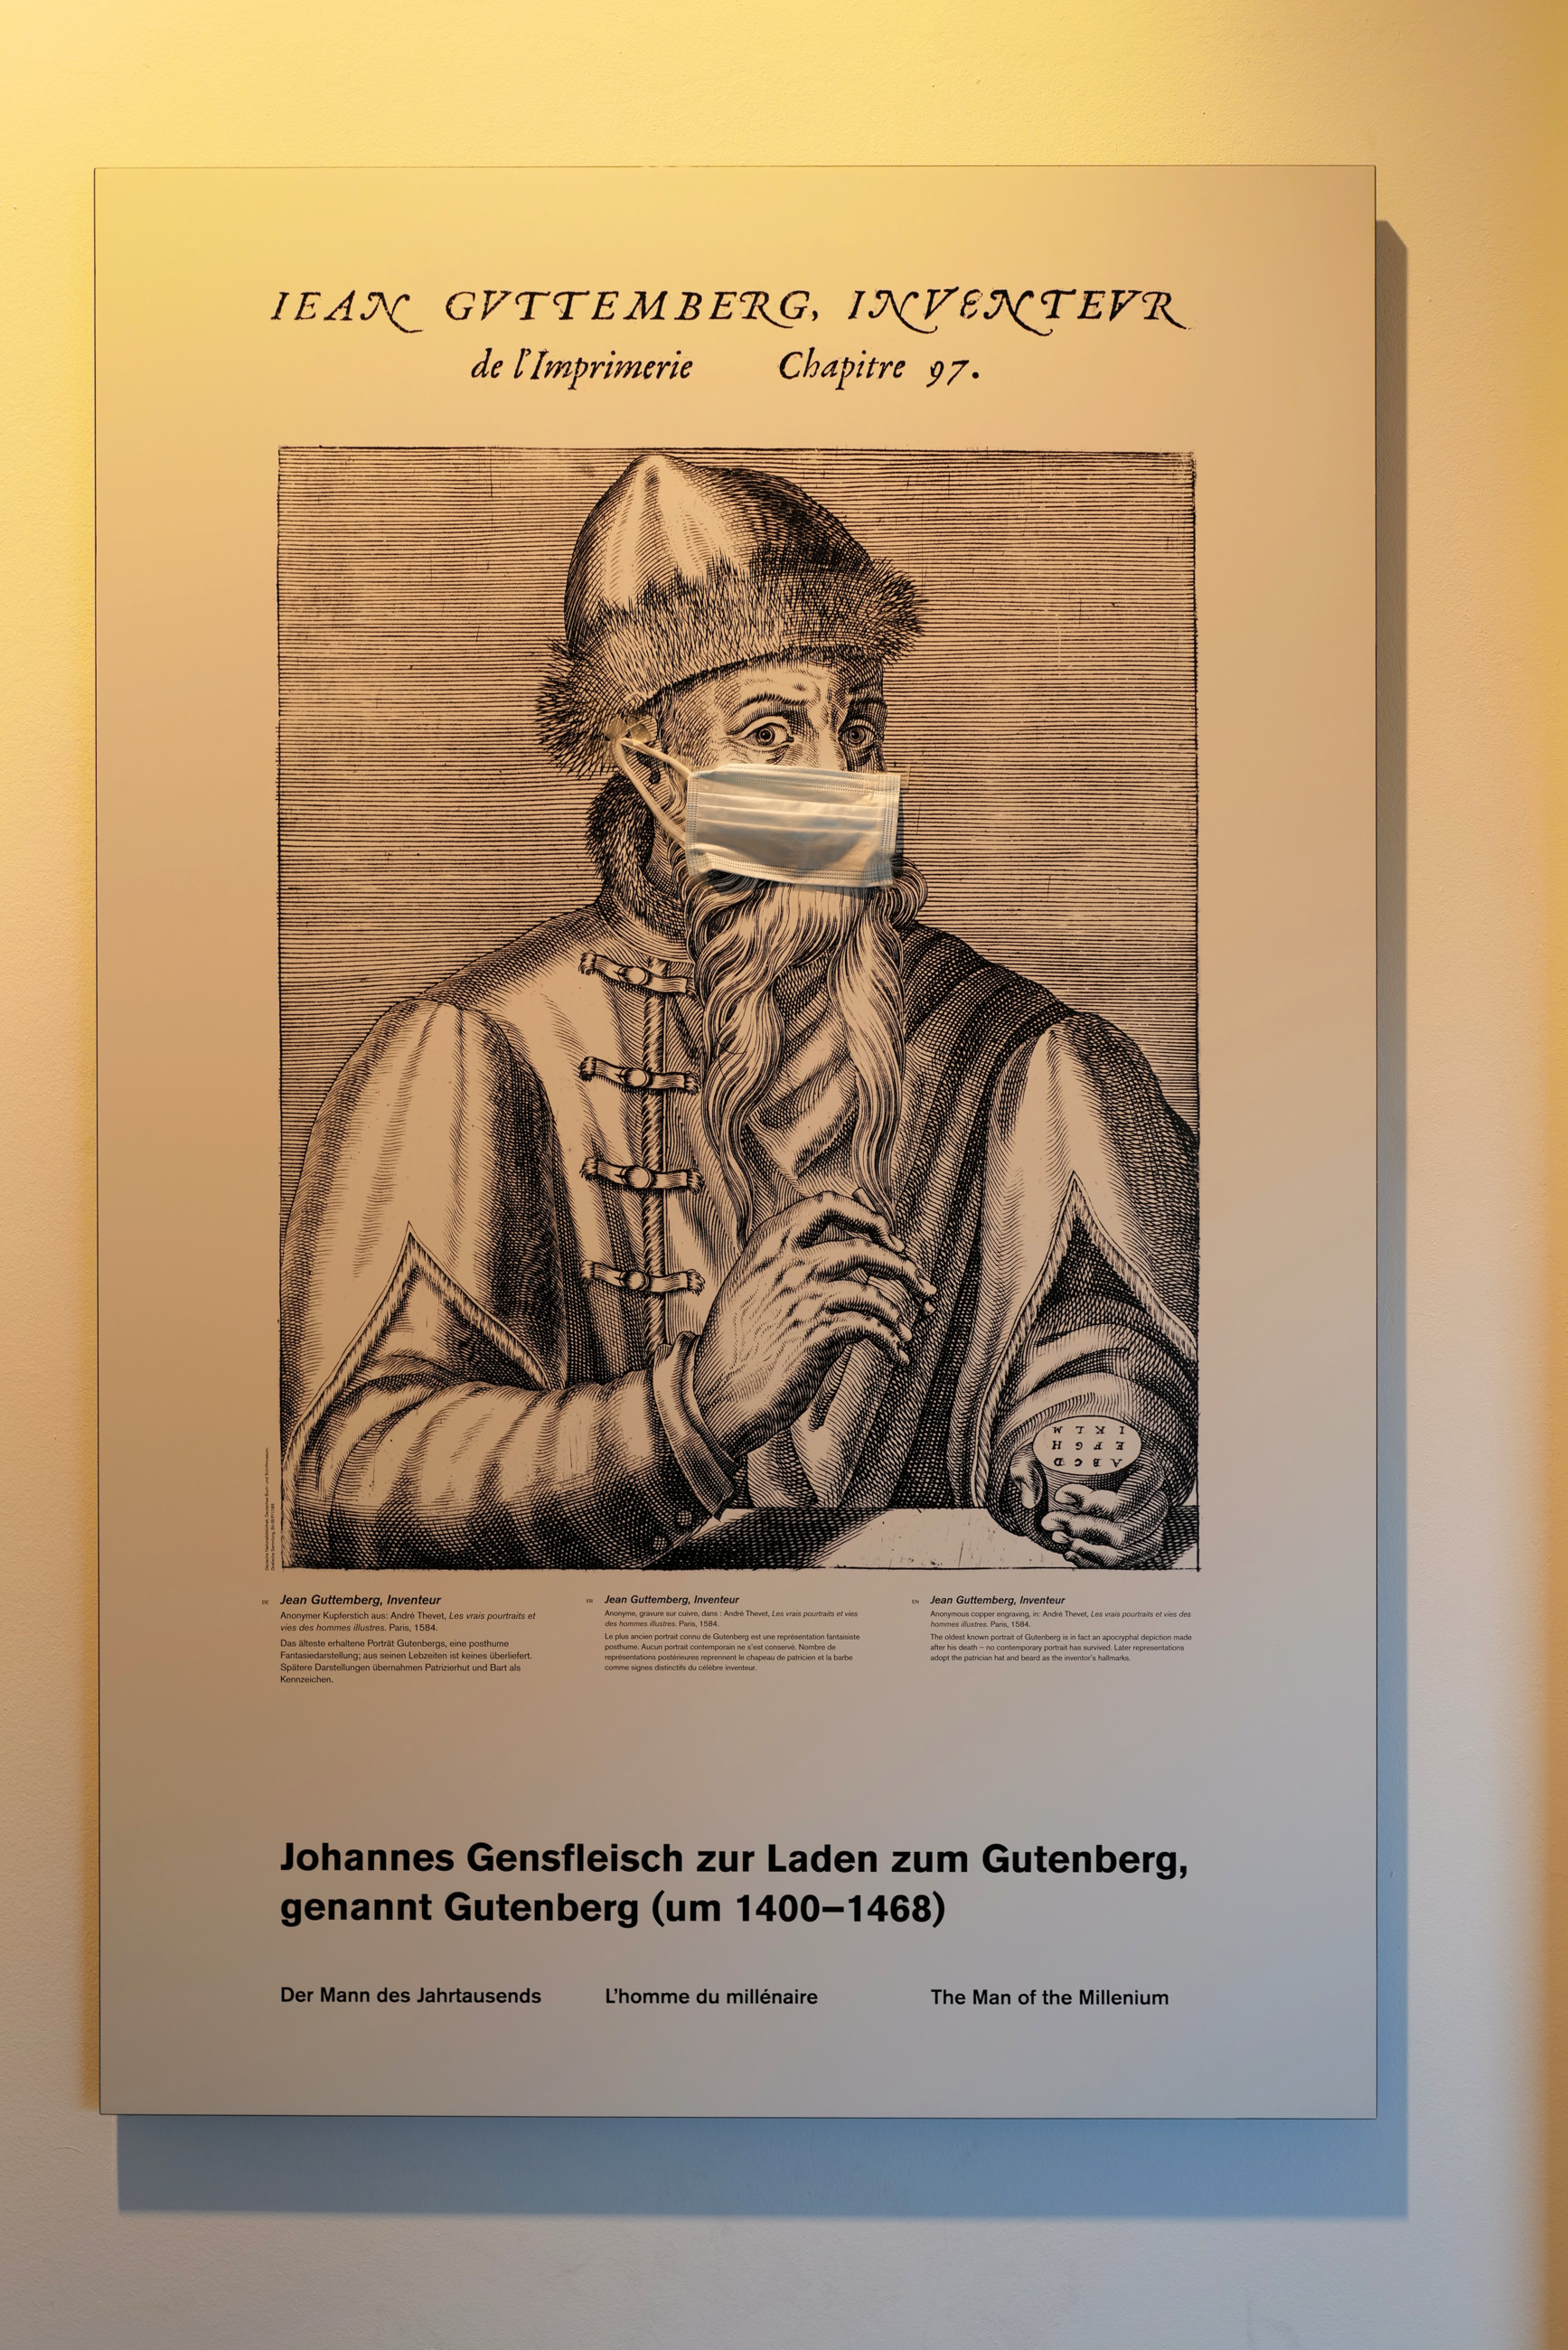 IEAN GVTTEMBERG, INVENTEVR
de l'Imprimerie Chapitre 97.
I K L M
E F G H
A B C D
DE
Jean Guttemberg, Inventeur
Anonymer Kupferstich aus: André Thevet, Les vrais pourtraits et
vies des hommes illustres. Paris, 1584.
Das älteste erhaltene Porträt Gutenbergs, eine posthume
Fantasiedarstellung; aus seinen Lebzeiten ist keines überliefert.
Spätere Darstellungen übernahmen Patrizierhut und Bart als
Kennzeichen.
FR
Jean Guttemberg, Inventeur
Anonyme, gravure sur cuivre, dans : André Thevet, Les vrais pourtraits et vies
des hommes illustres. Paris, 1584.
Le plus ancien portrait connu de Gutenberg est une représentation fantaisiste
posthume. Aucun portrait contemporain ne s'est conservé. Nombre de
représentations postérieures reprennent le chapeau de patricien et la barbe
comme signes distinctifs du célèbre inventeur.
EN
Jean Guttemberg, Inventeur
Anonymous copper engraving, in: André Thevet, Les vrais pourtraits et vies des
hommes illustres. Paris, 1584.
The oldest known portrait of Gutenberg is in fact an apocryphal depiction made
after his death – no contemporary portrait has survived. Later representations
adopt the patrician hat and beard as the inventor's hallmarks.
Johannes Gensfleisch zur Laden zum Gutenberg,
genannt Gutenberg (um 1400–1468)
Der Mann des Jahrtausends
L'homme du millénaire
The Man of the Millenium